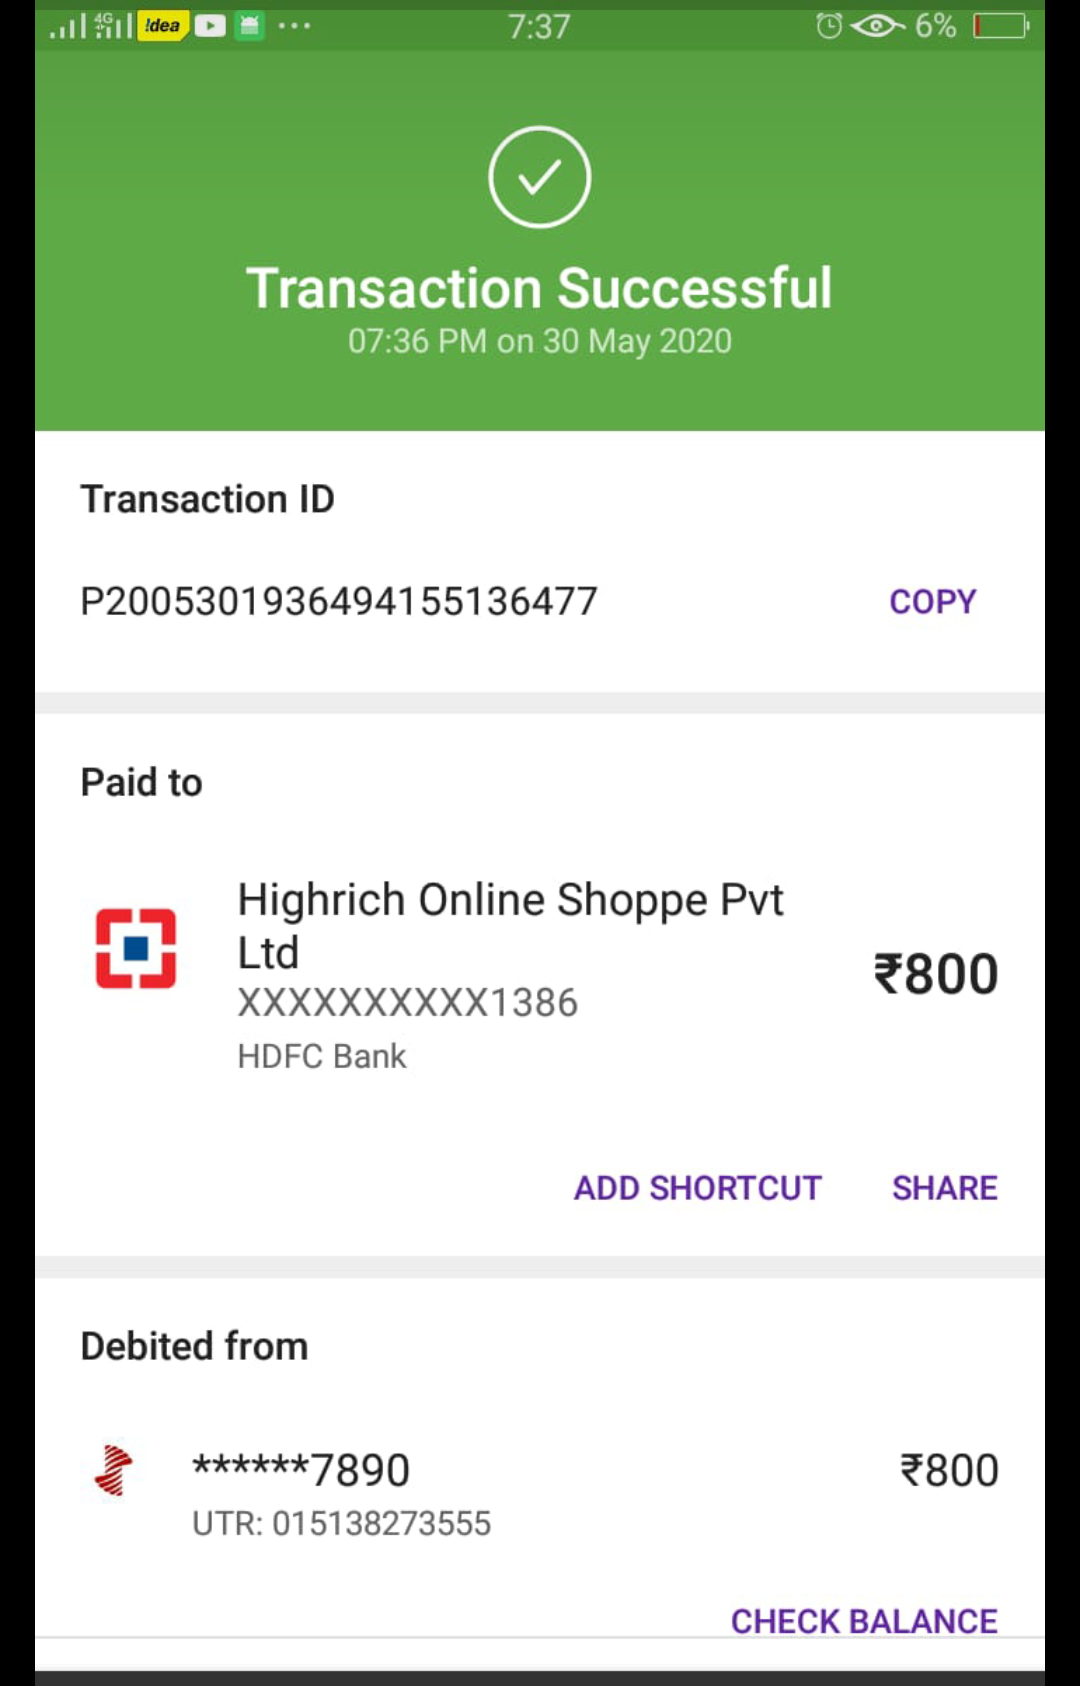 4G !dea 7:37 6%
Transaction Successful
07:36 PM on 30 May 2020
Transaction ID
P2005301936494155136477 COPY
Paid to
Highrich Online Shoppe Pvt
Ltd
₹800
XXXXXXXXXX1386
HDFC Bank
ADD SHORTCUT SHARE
Debited from
******7890 ₹800
UTR: 015138273555
CHECK BALANCE